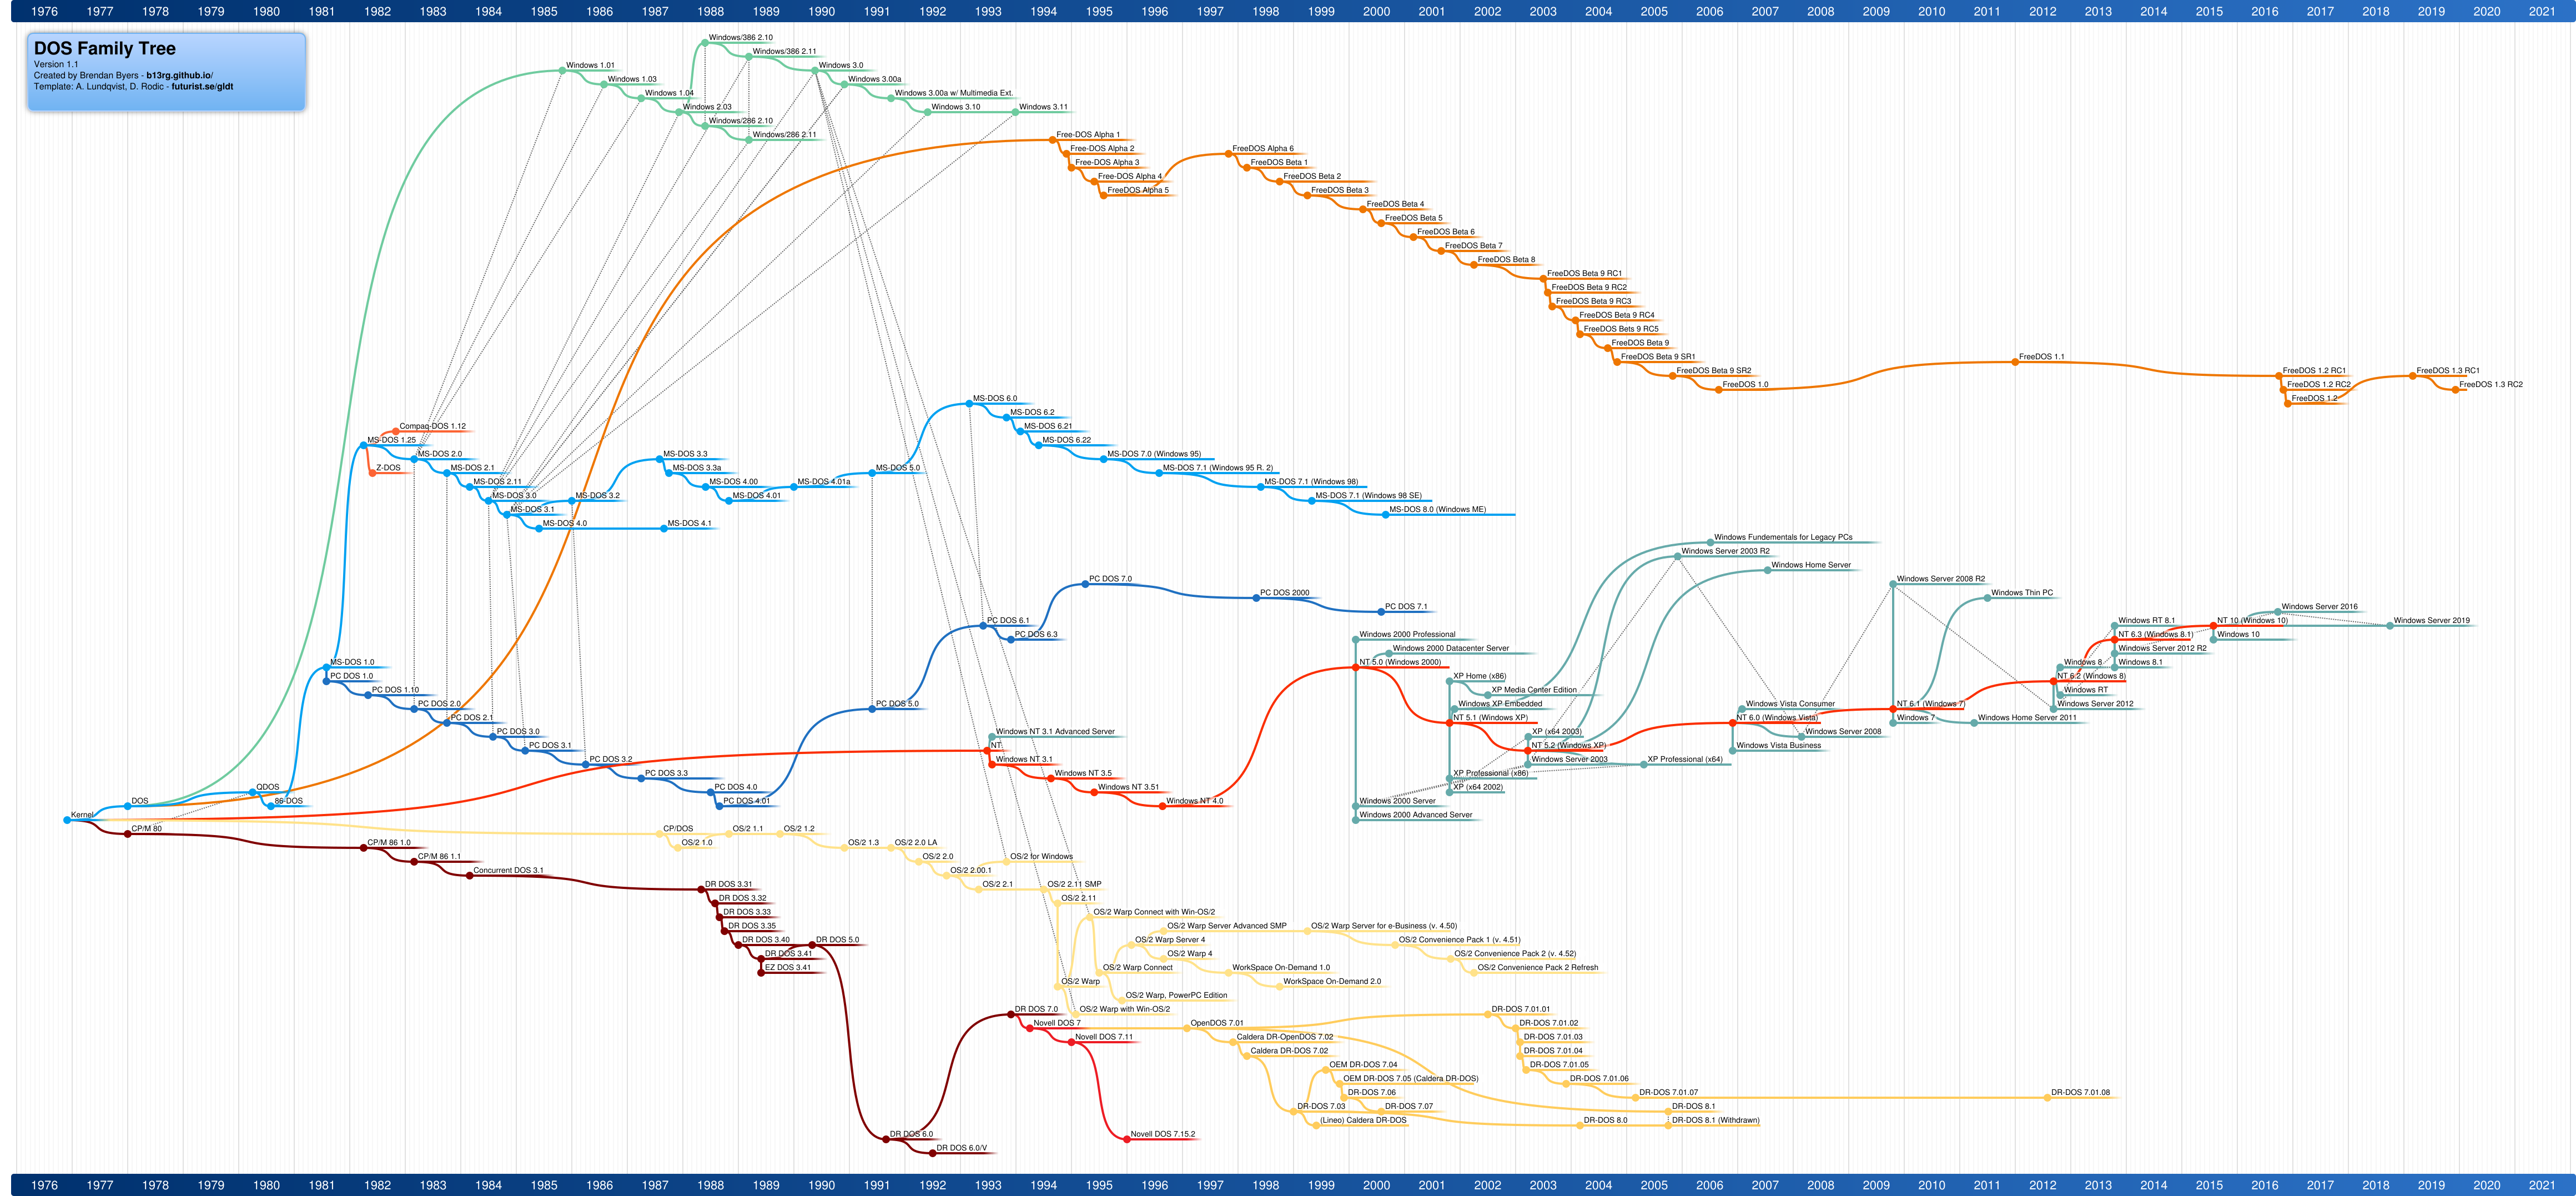 1976 1977 1978 1979 1980 1981 1982 1983 1984 1985 1986 1987 1988 1989 1990 1991 1992 1993 1994 1995 1996 1997 1998 1999 2000 2001 2002 2003 2004 2005 2006 2007 2008 2009 2010 2011 2012 2013 2014 2015 2016 2017 2018 2019 2020 2021
DOS Family Tree
Version 1.1
Created by Brendan Byers - b13rg.github.io/
Template: A. Lundqvist, D. Rodic - futurist.se/gldt
Windows/386 2.10
Windows/386 2.11
Windows 1.01
Windows 3.0
Windows 1.03
Windows 3.00a
Windows 1.04
Windows 3.00a w/ Multimedia Ext.
Windows 2.03
Windows 3.10
Windows 3.11
Windows/286 2.10
Windows/286 2.11
Free-DOS Alpha 1
Free-DOS Alpha 2
FreeDOS Alpha 6
Free-DOS Alpha 3
FreeDOS Beta 1
Free-DOS Alpha 4
FreeDOS Beta 2
FreeDOS Alpha 5
FreeDOS Beta 3
FreeDOS Beta 4
FreeDOS Beta 5
FreeDOS Beta 6
FreeDOS Beta 7
FreeDOS Beta 8
FreeDOS Beta 9 RC1
FreeDOS Beta 9 RC2
FreeDOS Beta 9 RC3
FreeDOS Beta 9 RC4
FreeDOS Bets 9 RC5
FreeDOS Beta 9
FreeDOS Beta 9 SR1
FreeDOS 1.1
FreeDOS Beta 9 SR2
FreeDOS 1.2 RC1
FreeDOS 1.3 RC1
FreeDOS 1.0
FreeDOS 1.2 RC2
FreeDOS 1.3 RC2
FreeDOS 1.2
MS-DOS 6.0
MS-DOS 6.2
Compaq-DOS 1.12
MS-DOS 6.21
MS-DOS 1.25
MS-DOS 6.22
MS-DOS 2.0
MS-DOS 3.3
MS-DOS 7.0 (Windows 95)
Z-DOS
MS-DOS 2.1
MS-DOS 3.3a
MS-DOS 5.0
MS-DOS 7.1 (Windows 95 R. 2)
MS-DOS 2.11
MS-DOS 4.00
MS-DOS 4.01a
MS-DOS 7.1 (Windows 98)
MS-DOS 3.0
MS-DOS 3.2
MS-DOS 4.01
MS-DOS 7.1 (Windows 98 SE)
MS-DOS 3.1
MS-DOS 8.0 (Windows ME)
MS-DOS 4.0
MS-DOS 4.1
Windows Fundementals for Legacy PCs
Windows Server 2003 R2
Windows Home Server
PC DOS 7.0
Windows Server 2008 R2
PC DOS 2000
Windows Thin PC
PC DOS 7.1
Windows Server 2016
PC DOS 6.1
Windows RT 8.1
NT 10 (Windows 10)
Windows Server 2019
PC DOS 6.3
Windows 2000 Professional
NT 6.3 (Windows 8.1)
Windows 10
Windows 2000 Datacenter Server
Windows Server 2012 R2
MS-DOS 1.0
NT 5.0 (Windows 2000)
Windows 8
Windows 8.1
PC DOS 1.0
XP Home (x86)
NT 6.2 (Windows 8)
PC DOS 1.10
XP Media Center Edition
Windows RT
PC DOS 2.0
PC DOS 5.0
Windows XP Embedded
Windows Vista Consumer
NT 6.1 (Windows 7)
Windows Server 2012
PC DOS 2.1
NT 5.1 (Windows XP)
NT 6.0 (Windows Vista)
Windows 7
Windows Home Server 2011
PC DOS 3.0
Windows NT 3.1 Advanced Server
XP (x64 2003)
Windows Server 2008
PC DOS 3.1
NT
NT 5.2 (Windows XP)
Windows Vista Business
PC DOS 3.2
Windows NT 3.1
Windows Server 2003
XP Professional (x64)
PC DOS 3.3
Windows NT 3.5
XP Professional (x86)
QDOS
PC DOS 4.0
Windows NT 3.51
XP (x64 2002)
DOS
86-DOS
PC DOS 4.01
Windows NT 4.0
Windows 2000 Server
Kernel
Windows 2000 Advanced Server
CP/M 80
CP/DOS
OS/2 1.1
OS/2 1.2
CP/M 86 1.0
OS/2 1.0
OS/2 1.3
OS/2 2.0 LA
CP/M 86 1.1
OS/2 2.0
OS/2 for Windows
Concurrent DOS 3.1
OS/2 2.00.1
DR DOS 3.31
OS/2 2.1
OS/2 2.11 SMP
DR DOS 3.32
OS/2 2.11
DR DOS 3.33
OS/2 Warp Connect with Win-OS/2
DR DOS 3.35
OS/2 Warp Server Advanced SMP
OS/2 Warp Server for e-Business (v. 4.50)
DR DOS 3.40
DR DOS 5.0
OS/2 Warp Server 4
OS/2 Convenience Pack 1 (v. 4.51)
DR DOS 3.41
OS/2 Warp 4
OS/2 Convenience Pack 2 (v. 4.52)
EZ DOS 3.41
OS/2 Warp Connect
WorkSpace On-Demand 1.0
OS/2 Convenience Pack 2 Refresh
OS/2 Warp
WorkSpace On-Demand 2.0
OS/2 Warp, PowerPC Edition
DR DOS 7.0
OS/2 Warp with Win-OS/2
DR-DOS 7.01.01
Novell DOS 7
OpenDOS 7.01
DR-DOS 7.01.02
Novell DOS 7.11
Caldera DR-OpenDOS 7.02
DR-DOS 7.01.03
Caldera DR-DOS 7.02
DR-DOS 7.01.04
OEM DR-DOS 7.04
DR-DOS 7.01.05
OEM DR-DOS 7.05 (Caldera DR-DOS)
DR-DOS 7.01.06
DR-DOS 7.06
DR-DOS 7.01.07
DR-DOS 7.01.08
DR-DOS 7.03
DR-DOS 7.07
DR-DOS 8.1
(Lineo) Caldera DR-DOS
DR-DOS 8.0
DR-DOS 8.1 (Withdrawn)
DR DOS 6.0
Novell DOS 7.15.2
DR DOS 6.0/V
1976 1977 1978 1979 1980 1981 1982 1983 1984 1985 1986 1987 1988 1989 1990 1991 1992 1993 1994 1995 1996 1997 1998 1999 2000 2001 2002 2003 2004 2005 2006 2007 2008 2009 2010 2011 2012 2013 2014 2015 2016 2017 2018 2019 2020 2021